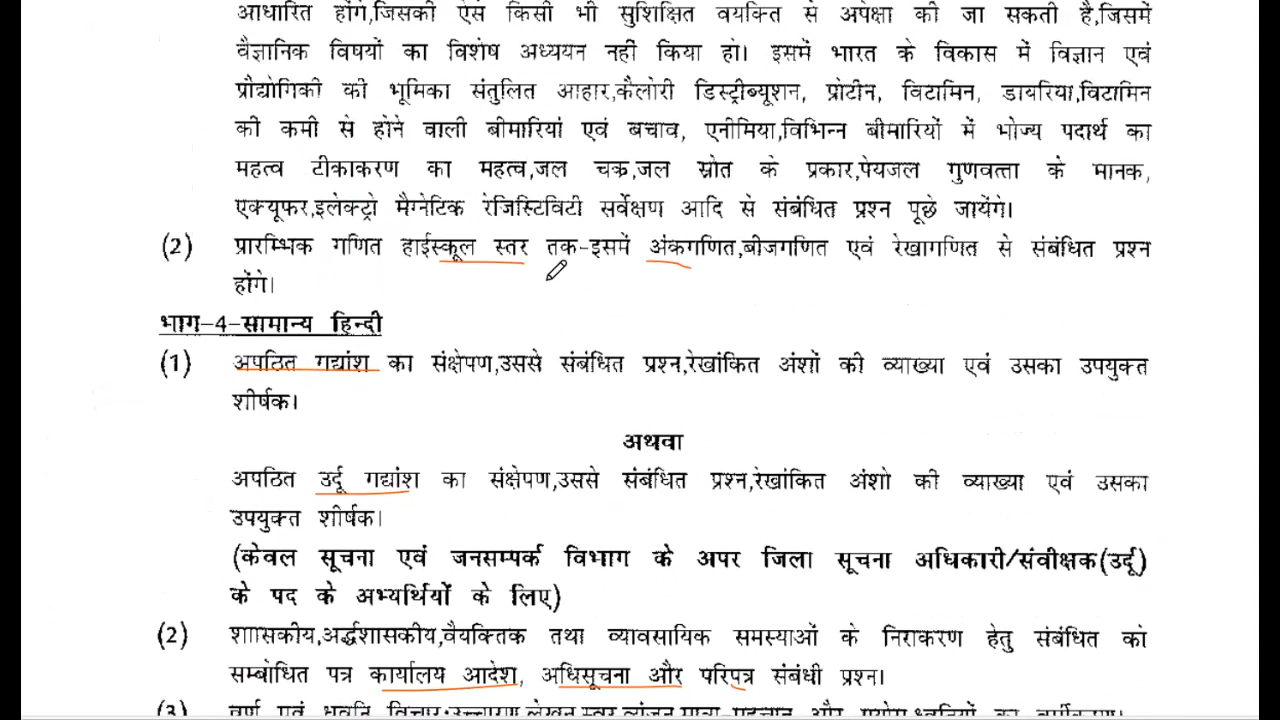 आधारित होंगे,जिसकी ऐसे किसी भी सुशिक्षित वयक्ति से अपेक्षा की जा सकती है,जिसमें
वैज्ञानिक विषयों का विशेष अध्ययन नहीं किया हो। इसमें भारत के विकास में विज्ञान एवं
प्रौद्योगिकी की भूमिका संतुलित आहार,कैलोरी डिस्ट्रीब्यूशन, प्रोटीन, विटामिन, डायरिया,विटामिन
की कमी से होने वाली बीमारियां एवं बचाव, एनीमिया,विभिन्न बीमारियों में भोज्य पदार्थ का
महत्व टीकाकरण का महत्व,जल चक्र,जल स्रोत के प्रकार,पेयजल गुणवत्ता के मानक,
एक्यूफर,इलेक्ट्रो मैग्नेटिक रेजिस्टिविटी सर्वेक्षण आदि से संबंधित प्रश्न पूछे जायेंगे।
(2) प्रारम्भिक गणित हाईस्कूल स्तर तक-इसमें अंकगणित,बीजगणित एवं रेखागणित से संबंधित प्रश्न
होंगे।
भाग-4-सामान्य हिन्दी
(1) अपठित गद्यांश का संक्षेपण,उससे संबंधित प्रश्न,रेखांकित अंशों की व्याख्या एवं उसका उपयुक्त
शीर्षक।
अथवा
अपठित उर्दू गद्यांश का संक्षेपण,उससे संबंधित प्रश्न,रेखांकित अंशो की व्याख्या एवं उसका
उपयुक्त शीर्षक।
(केवल सूचना एवं जनसम्पर्क विभाग के अपर जिला सूचना अधिकारी/संवीक्षक(उर्दू)
के पद के अभ्यर्थियों के लिए)
(2) शाासकीय,अर्द्धशासकीय,वैयक्तिक तथा व्यावसायिक समस्याओं के निराकरण हेतु संबंधित को
सम्बोधित पत्र कार्यालय आदेश, अधिसूचना और परिपत्र संबंधी प्रश्न।
(3) वर्ण एवं